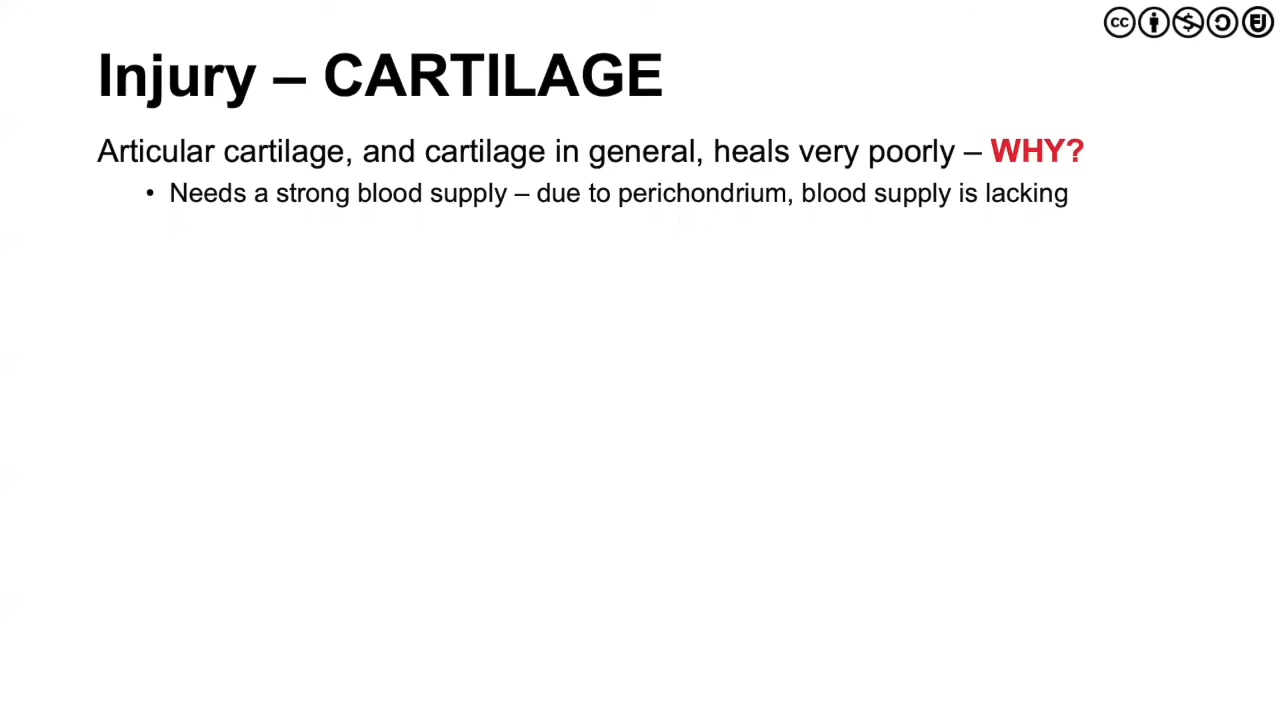 cc
Injury – CARTILAGE
Articular cartilage, and cartilage in general, heals very poorly – WHY?
• Needs a strong blood supply – due to perichondrium, blood supply is lacking